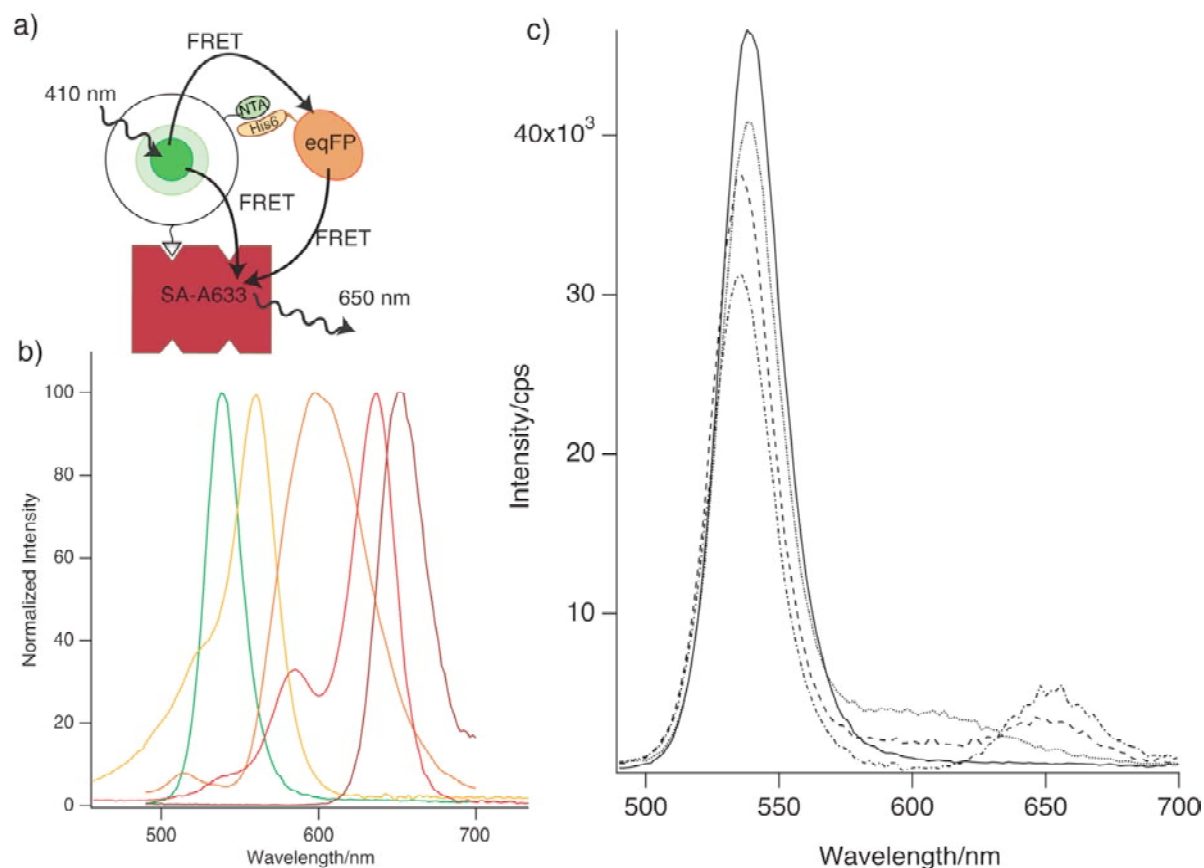 a)
FRET
410 nm
NTA
His6
eqFP
FRET
FRET
SA-A633
650 nm
b)
100
80
60
40
20
0
Normalized Intensity
500 600 700
Wavelength/nm
c)
40x10³
30
20
10
Intensity/cps
500 550 600 650 700
Wavelength/nm